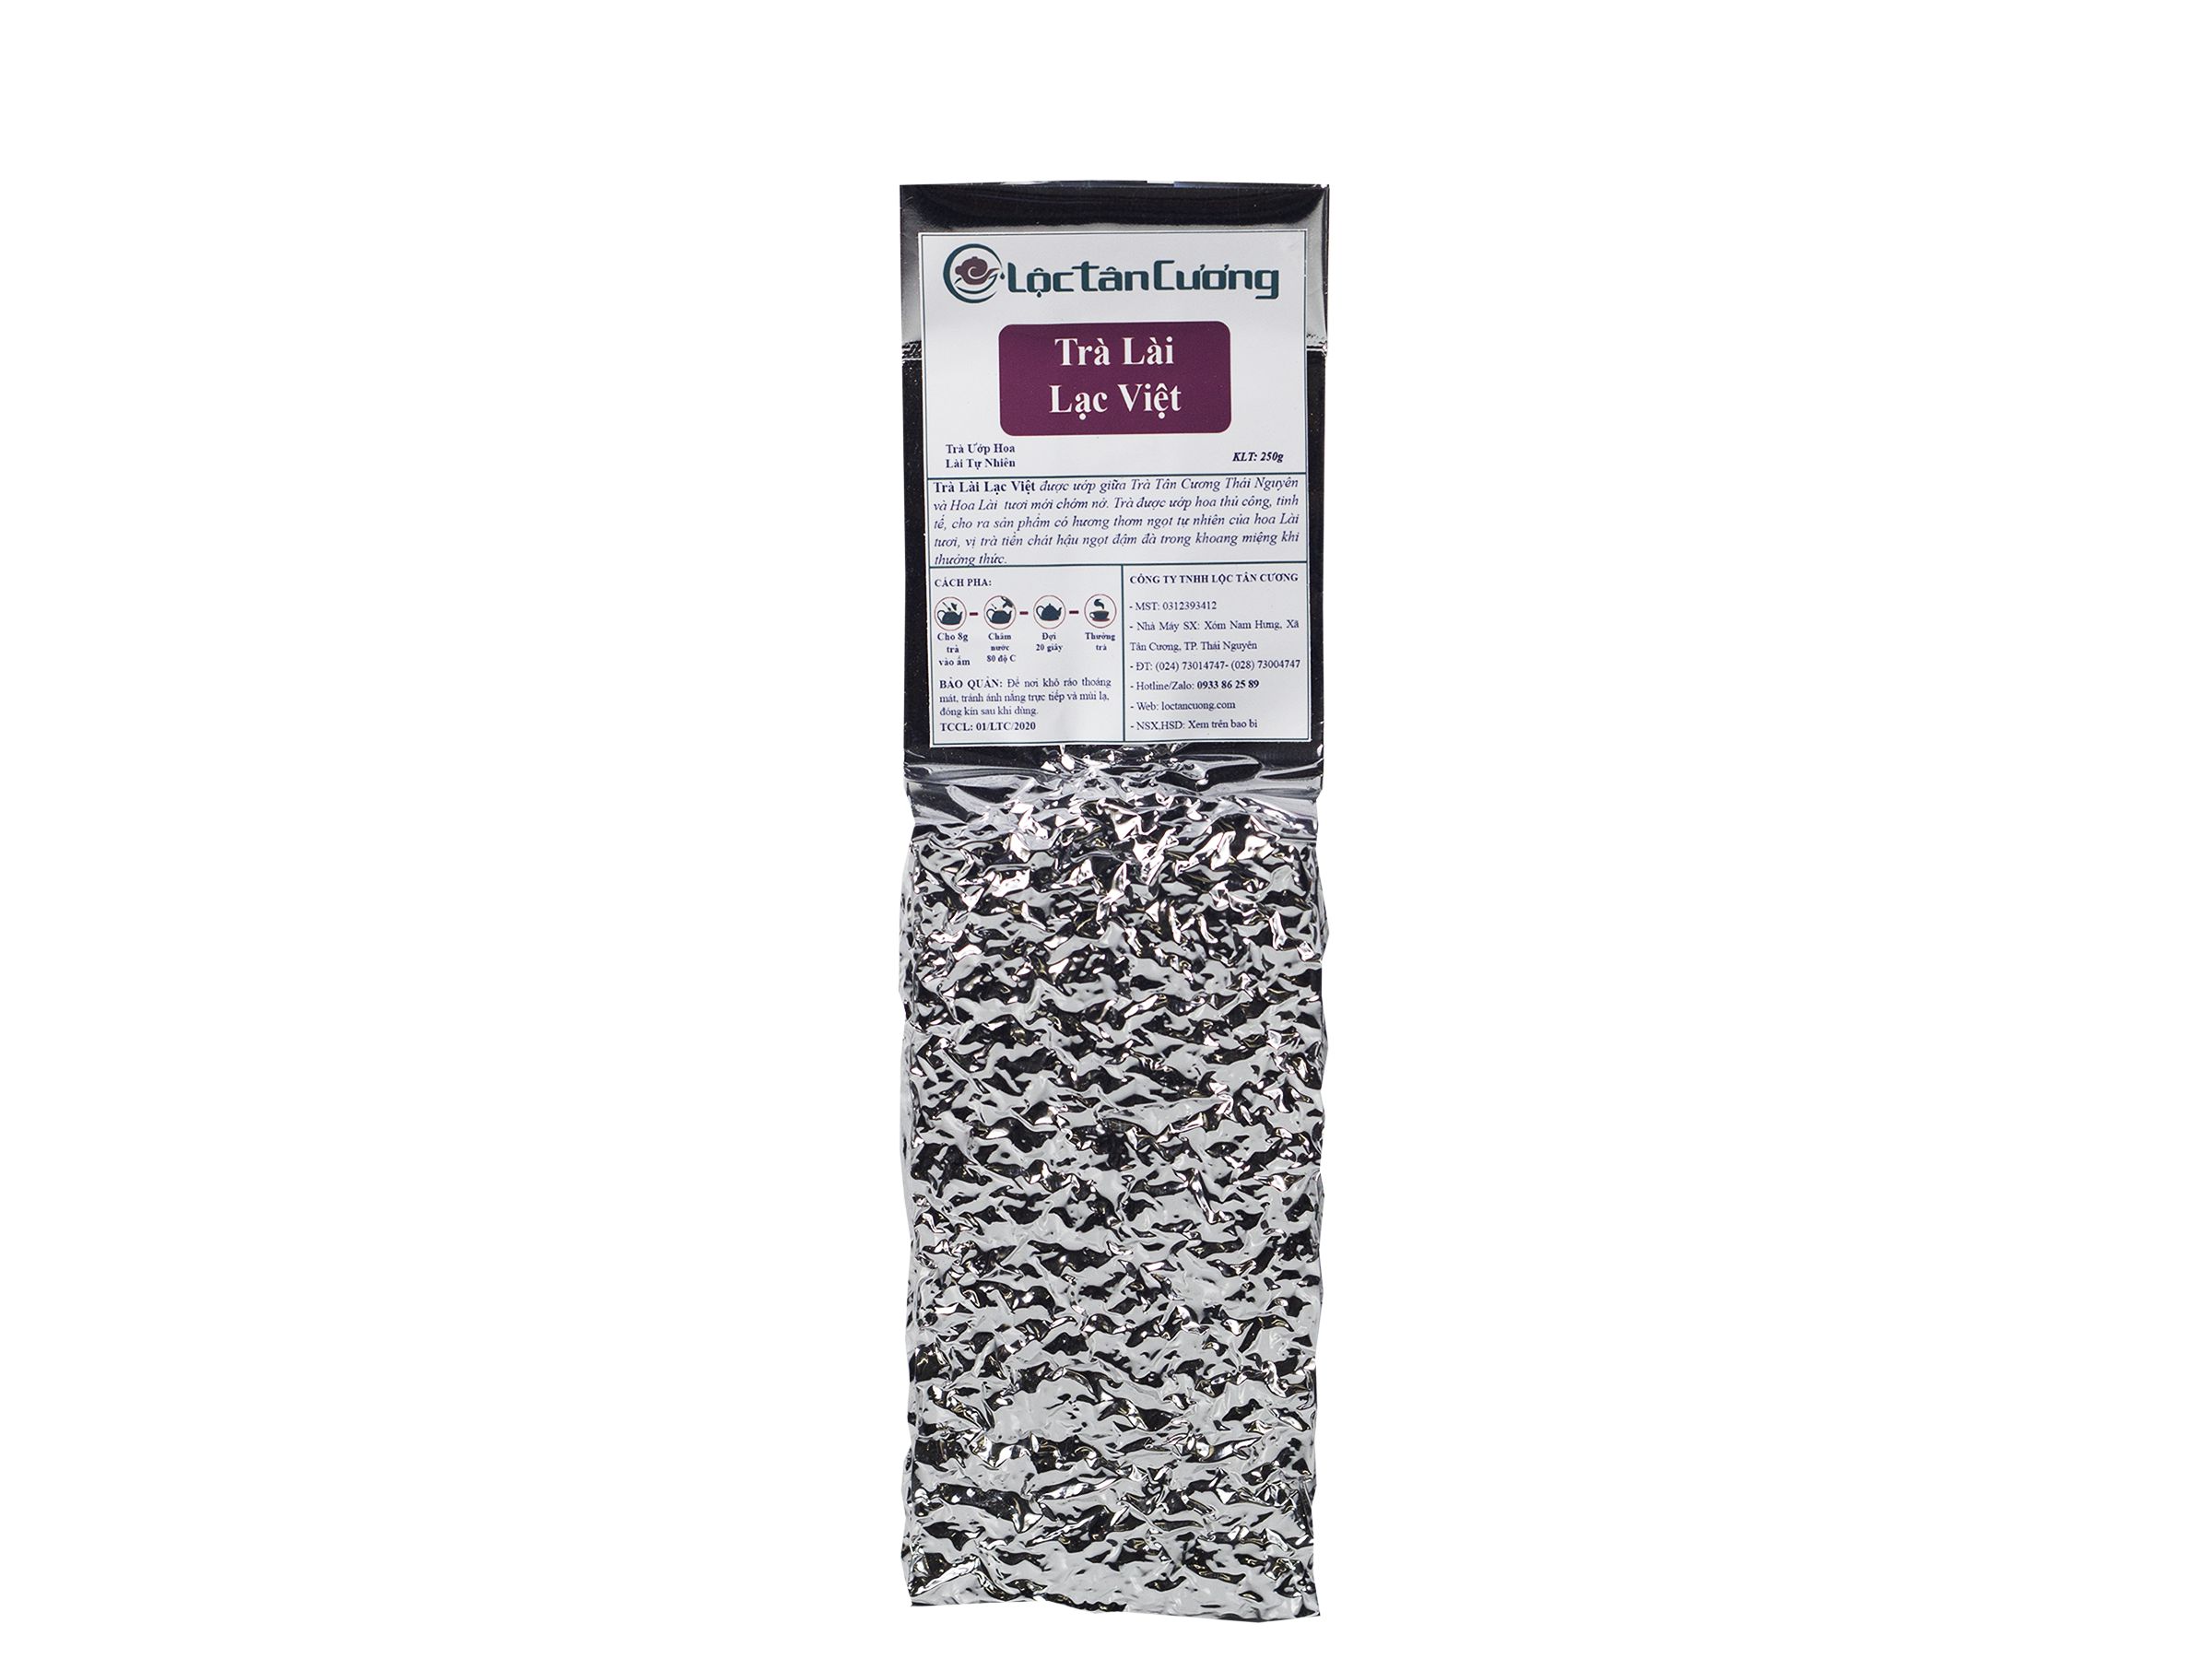 LộcTânCương
Trà Lài
Lạc Việt
Trà Ướp Hoa
Lài Tự Nhiên
KLT: 250g
Trà Lài Lạc Việt được ướp giữa Trà Tân Cương Thái Nguyên
và Hoa Lài tươi mới chớm nở. Trà được ướp hoa thủ công, tinh
tế, cho ra sản phẩm có hương thơm ngọt tự nhiên của hoa Lài
tươi, vị trà tiền chát hậu ngọt đậm đà trong khoang miệng khi
thưởng thức.
CÁCH PHA:
Cho 8g
trà
vào ấm
Châm
nước
80 độ C
Đợi
20 giây
Thưởng
trà
BẢO QUẢN: Để nơi khô ráo thoáng
mát, tránh ánh nắng trực tiếp và mùi lạ,
đóng kín sau khi dùng.
TCCL: 01/LTC/2020
CÔNG TY TNHH LỘC TÂN CƯƠNG
- MST: 0312393412
- Nhà Máy SX: Xóm Nam Hưng, Xã
Tân Cương, TP. Thái Nguyên
- ĐT: (024) 73014747- (028) 73004747
- Hotline/Zalo: 0933 86 25 89
- Web: loctancuong.com
- NSX,HSD: Xem trên bao bì